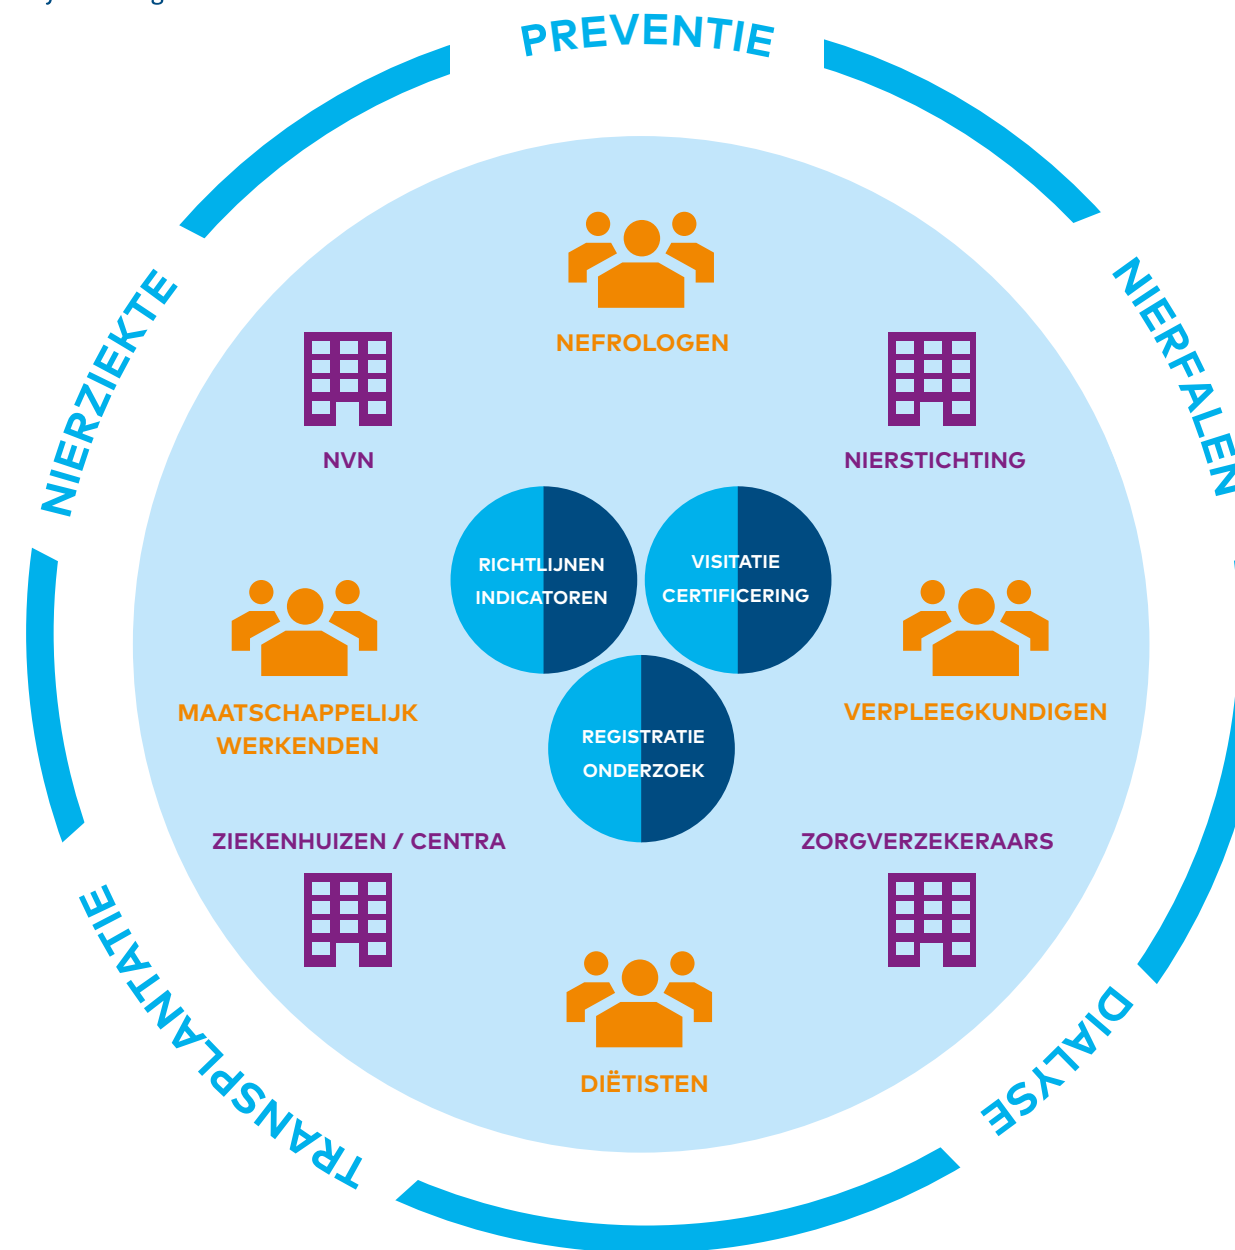 PREVENTIE
NIERZIEKTE
NIERFALEN
NEFROLOGEN
NVN
NIERSTICHTING
RICHTLIJNEN
INDICATOREN
VISITATIE
CERTIFICERING
MAATSCHAPPELIJK
WERKENDEN
VERPLEEGKUNDIGEN
REGISTRATIE
ONDERZOEK
ZIEKENHUIZEN / CENTRA
ZORGVERZEKERAARS
TRANSPLANTATIE
DIALYSE
DIËTISTEN